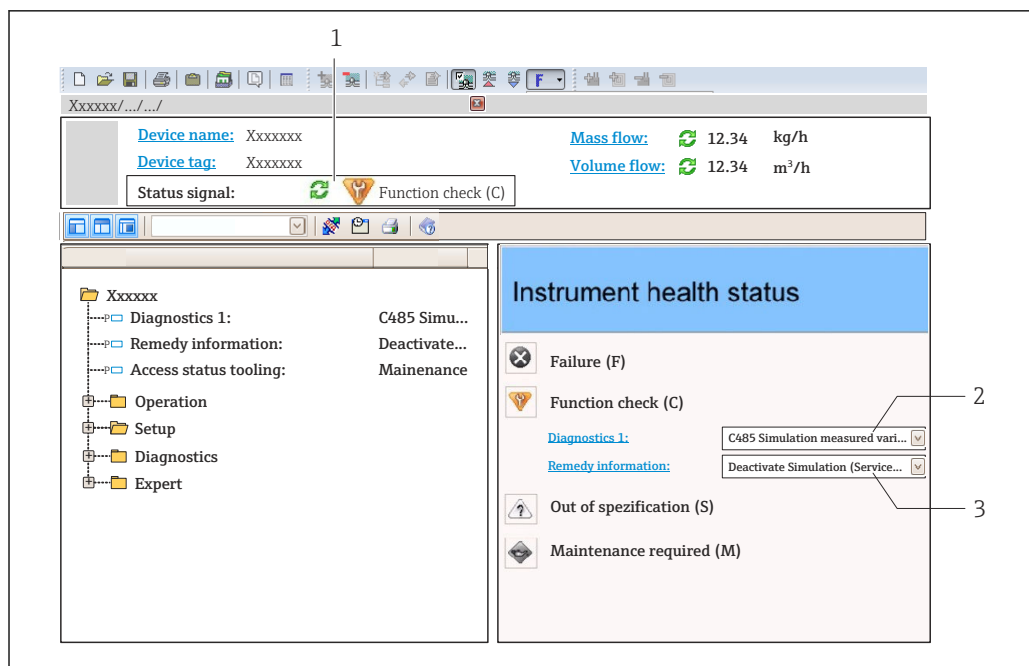 1
F
Xxxxxx/.../.../
Device name: Xxxxxxx
Mass flow: 12.34 kg/h
Device tag: Xxxxxxx
Volume flow: 12.34 m³/h
Status signal: Function check (C)
Xxxxxx
Diagnostics 1: C485 Simu...
Remedy information: Deactivate...
Access status tooling: Mainenance
Operation
Setup
Diagnostics
Expert
Instrument health status
Failure (F)
Function check (C)
2
Diagnostics 1: C485 Simulation measured vari...
Remedy information: Deactivate Simulation (Service...
Out of spezification (S)
3
Maintenance required (M)